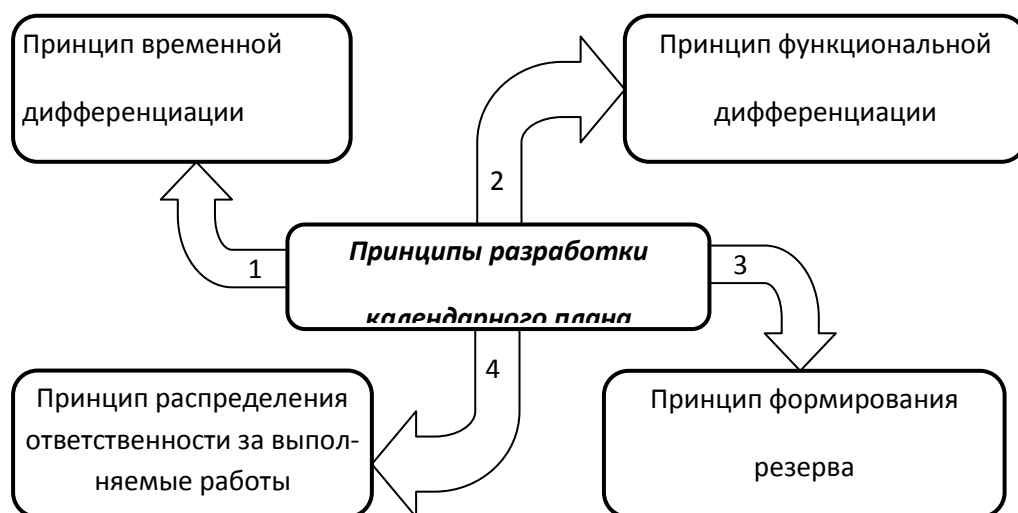 Принцип временной
дифференциации
Принцип функциональной
дифференциации
2
1
Принципы разработки
календарного плана
3
4
Принцип распределения
ответственности за выпол-
няемые работы
Принцип формирования
резерва